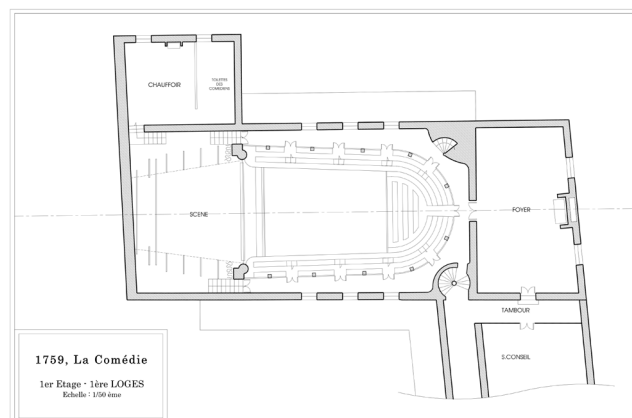 CHAUFFOIR
TOILETTES
DES
COMEDIENS
SCENE
FOYER
TAMBOUR
S.CONSEIL
1759, La Comédie
1er Etage - 1ère LOGES
Echelle : 1/50 ème